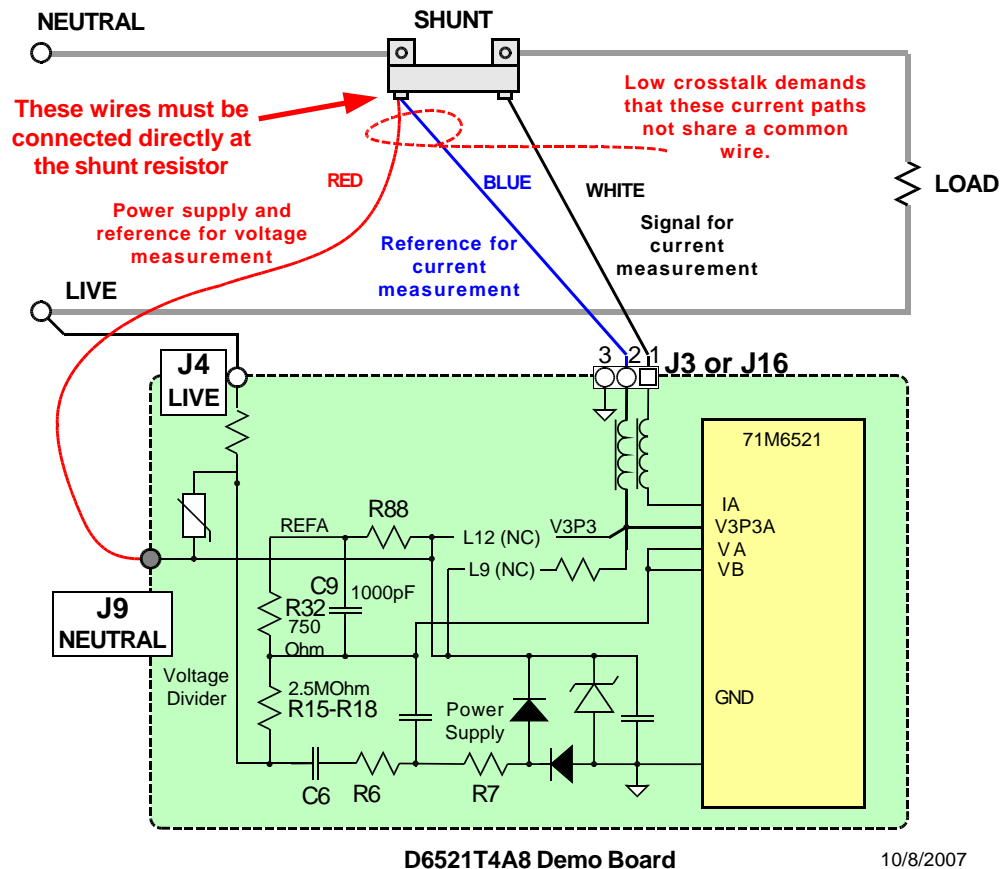 NEUTRAL
SHUNT
These wires must be
connected directly at
the shunt resistor
Low crosstalk demands
that these current paths
not share a common
wire.
RED
BLUE
WHITE
LOAD
Power supply and
reference for voltage
measurement
Reference for
current
measurement
Signal for
current
measurement
LIVE
J4
LIVE
3 2 1
J3 or J16
71M6521
IA
V3P3A
VA
VB
GND
R88
REFA
L12 (NC)
V3P3
L9 (NC)
C9
1000pF
R32
750
Ohm
J9
NEUTRAL
Voltage
Divider
2.5MOhm
R15-R18
Power
Supply
C6
R6
R7
D6521T4A8 Demo Board
10/8/2007